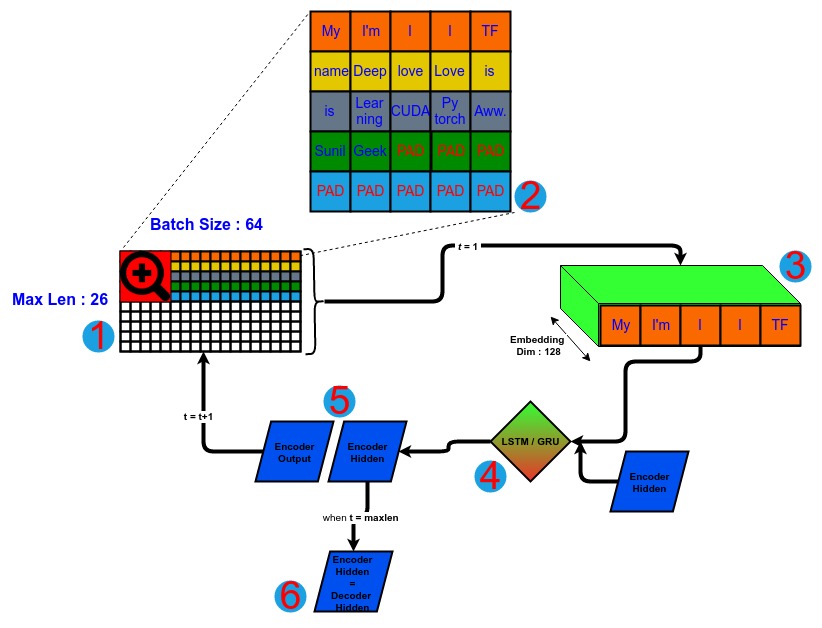 My I'm I I TF
name Deep love Love is
is Lear CUDA Py Aww.
ning torch
Sunil Geek PAD PAD PAD
PAD PAD PAD PAD PAD
2
Batch Size : 64
t = 1
3
Max Len : 26
1
My I'm I I TF
Embedding
Dim : 128
5
t = t+1
Encoder
Output
Encoder
Hidden
LSTM / GRU
4
Encoder
Hidden
when t = maxlen
6
Encoder
Hidden
=
Decoder
Hidden